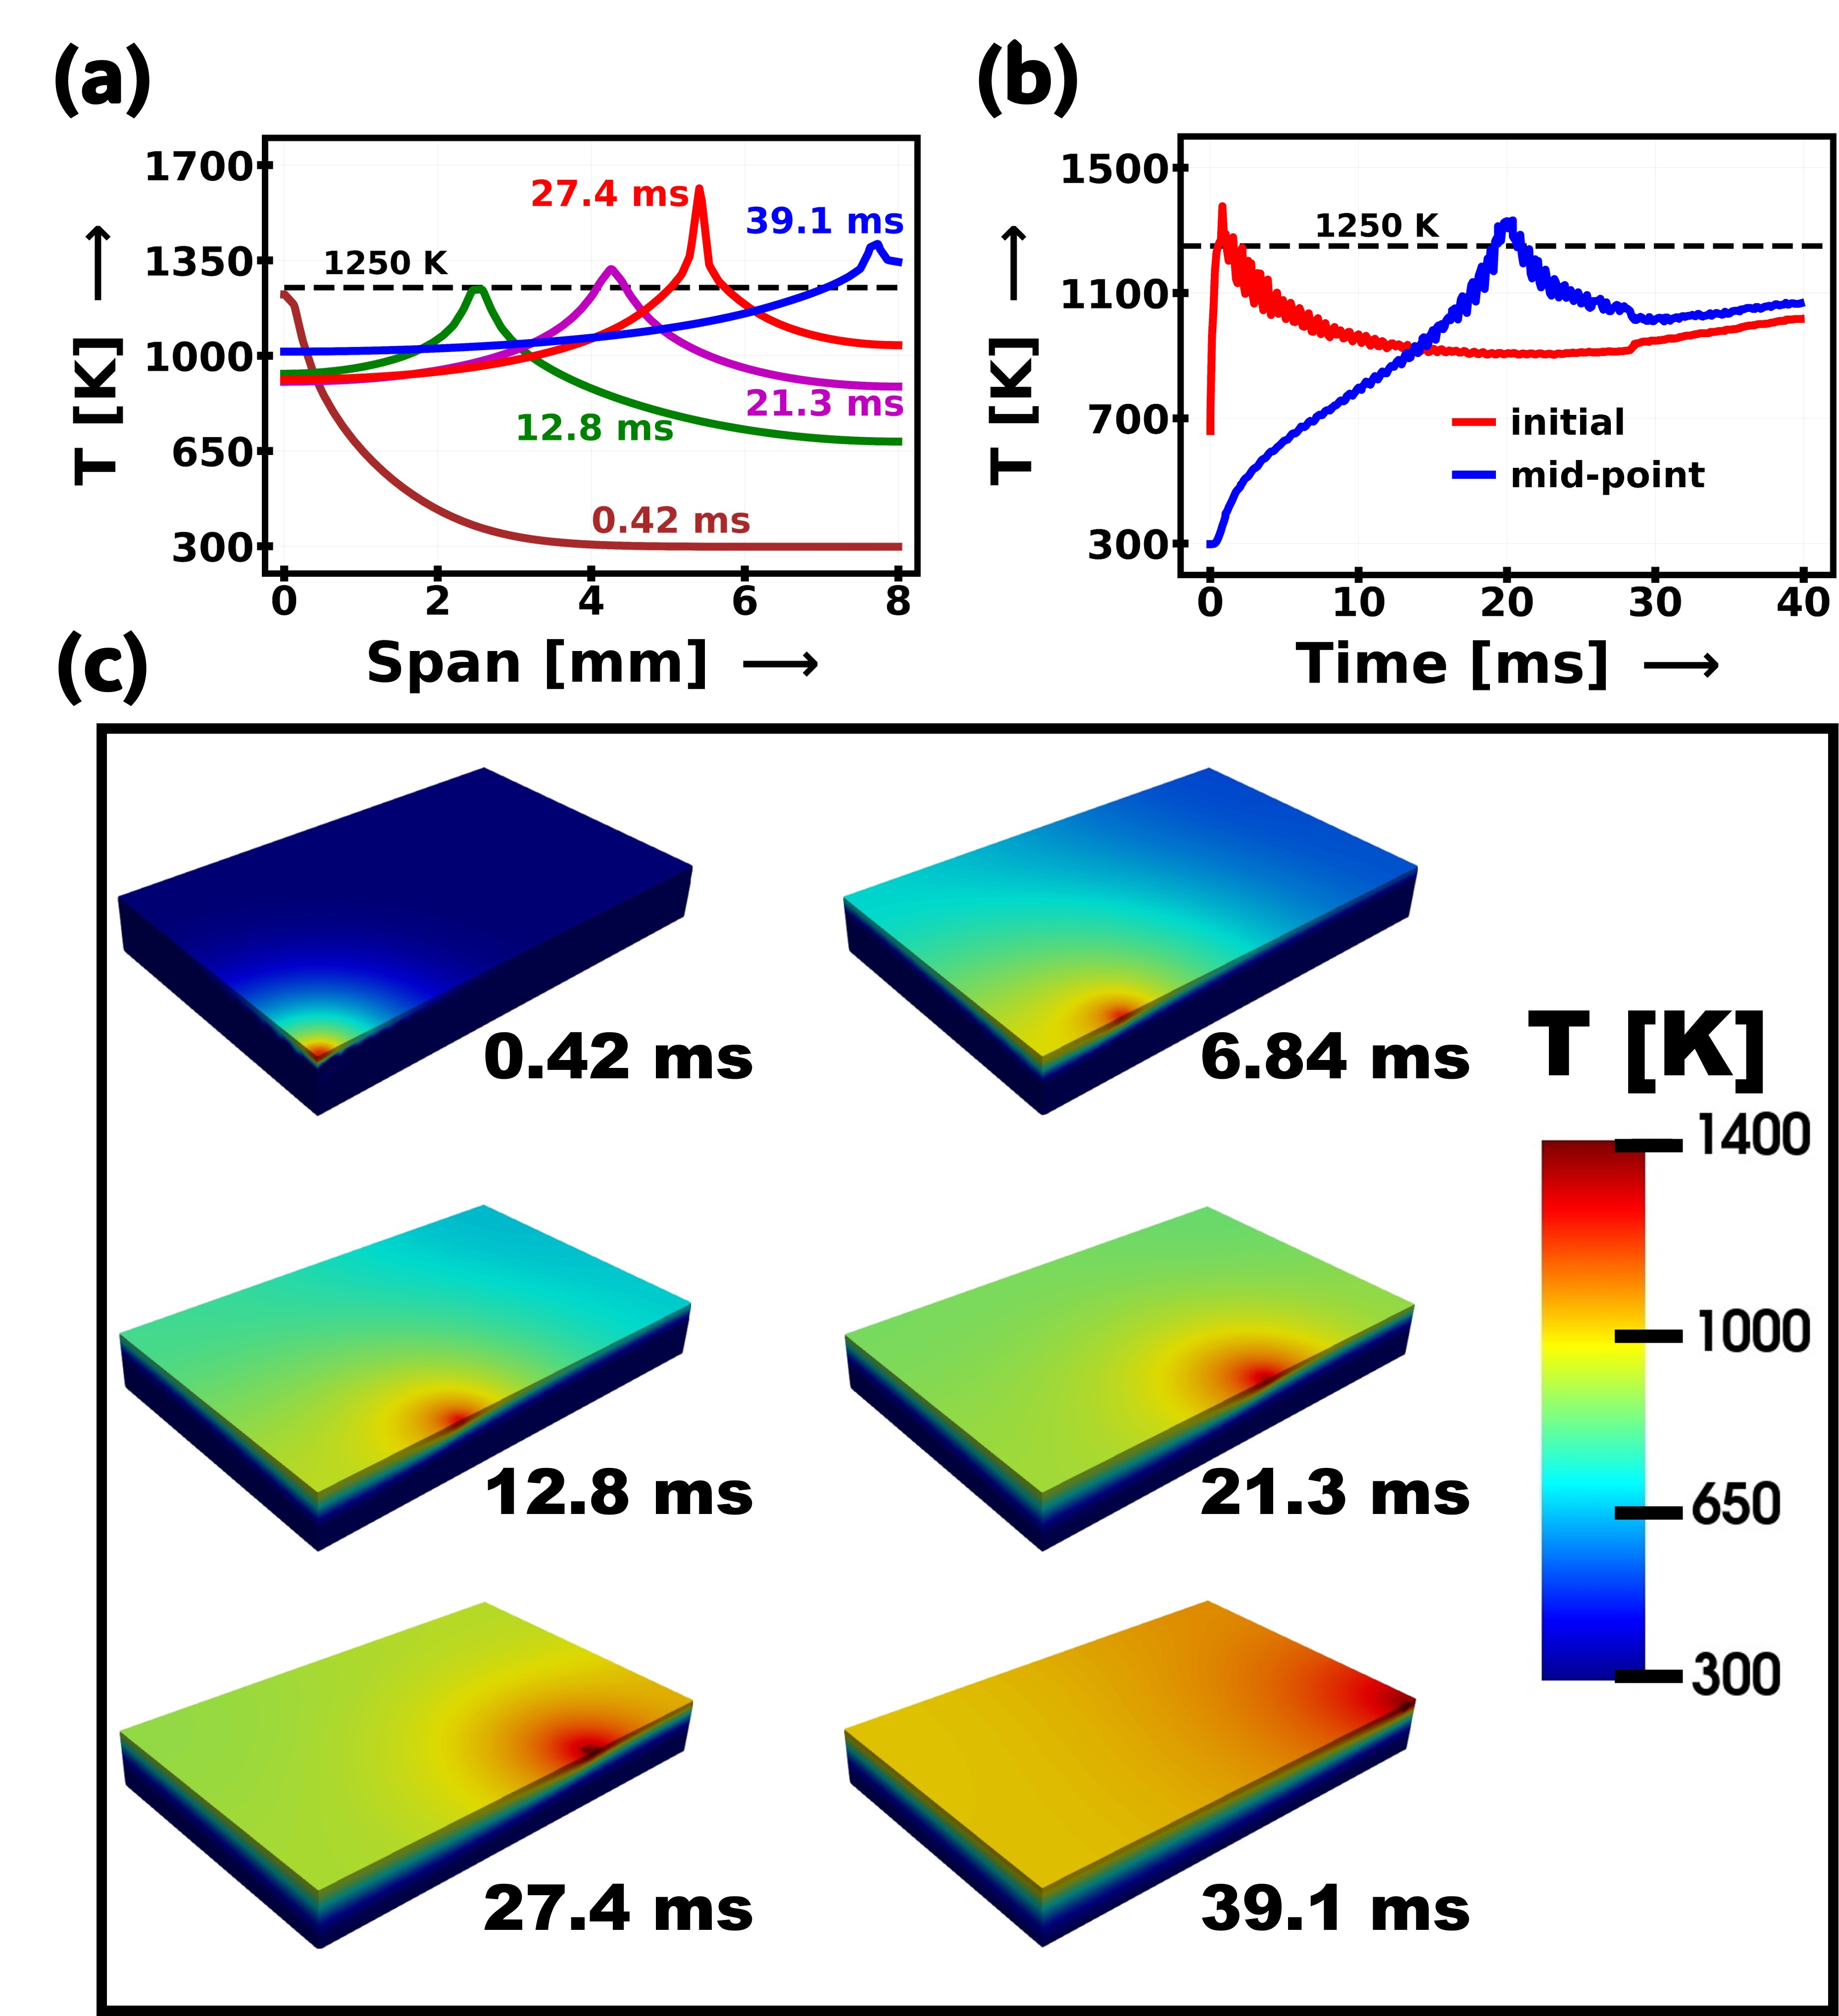 (a)
1700
1350
1000
650
300
T [K] ⟶
27.4 ms
39.1 ms
1250 K
21.3 ms
12.8 ms
0.42 ms
0 2 4 6 8
Span [mm] ⟶
(b)
1500
1100
700
300
T [K] ⟶
1250 K
initial
mid-point
0 10 20 30 40
Time [ms] ⟶
(c)
0.42 ms
6.84 ms
12.8 ms
21.3 ms
27.4 ms
39.1 ms
T [K]
1400
1000
650
300